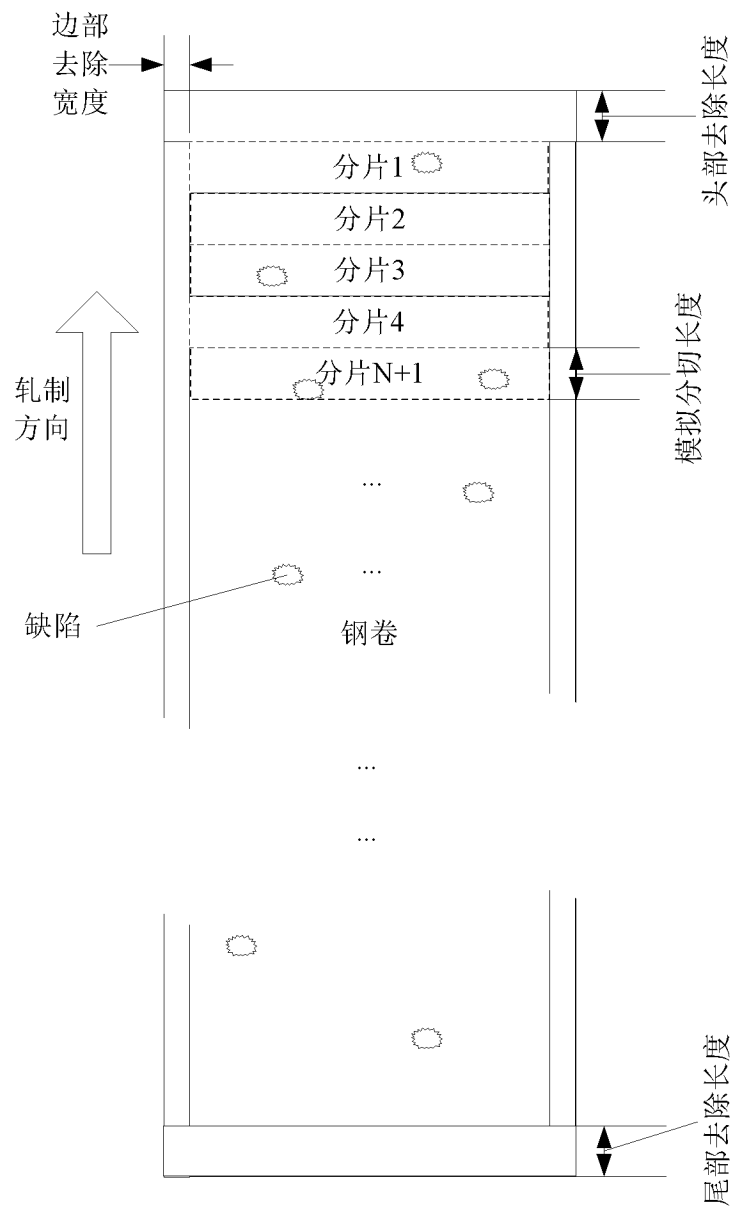 边部
去除
宽度
头部去除长度
分片1
分片2
分片3
分片4
分片N+1
模拟分切长度
轧制
方向
...
...
缺陷
钢卷
...
...
尾部去除长度